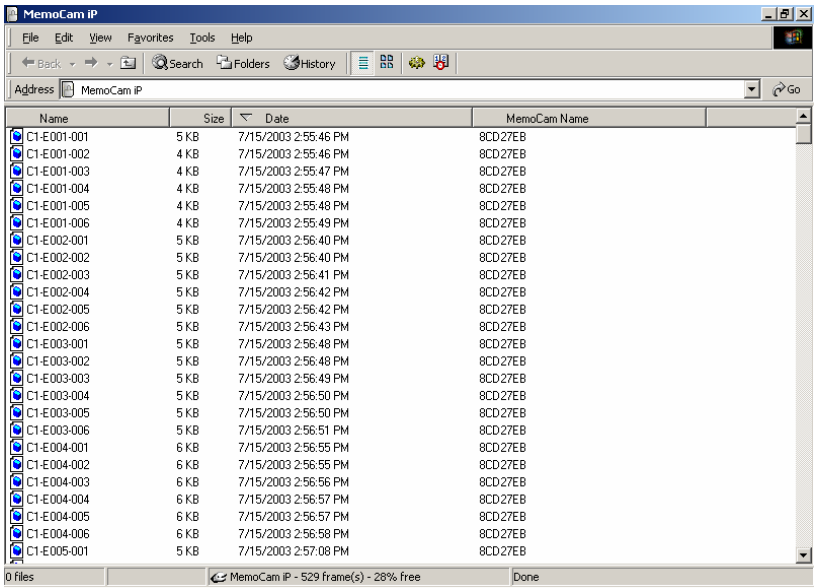 MemoCam iP
File Edit View Favorites Tools Help
Back Search Folders History
Address MemoCam iP Go
Name Size Date MemoCam Name
C1-E001-001 5 KB 7/15/2003 2:55:46 PM 8CD27EB
C1-E001-002 4 KB 7/15/2003 2:55:46 PM 8CD27EB
C1-E001-003 4 KB 7/15/2003 2:55:47 PM 8CD27EB
C1-E001-004 4 KB 7/15/2003 2:55:48 PM 8CD27EB
C1-E001-005 4 KB 7/15/2003 2:55:48 PM 8CD27EB
C1-E001-006 4 KB 7/15/2003 2:55:49 PM 8CD27EB
C1-E002-001 5 KB 7/15/2003 2:56:40 PM 8CD27EB
C1-E002-002 5 KB 7/15/2003 2:56:40 PM 8CD27EB
C1-E002-003 5 KB 7/15/2003 2:56:41 PM 8CD27EB
C1-E002-004 5 KB 7/15/2003 2:56:42 PM 8CD27EB
C1-E002-005 5 KB 7/15/2003 2:56:42 PM 8CD27EB
C1-E002-006 5 KB 7/15/2003 2:56:43 PM 8CD27EB
C1-E003-001 5 KB 7/15/2003 2:56:48 PM 8CD27EB
C1-E003-002 5 KB 7/15/2003 2:56:48 PM 8CD27EB
C1-E003-003 5 KB 7/15/2003 2:56:49 PM 8CD27EB
C1-E003-004 5 KB 7/15/2003 2:56:50 PM 8CD27EB
C1-E003-005 5 KB 7/15/2003 2:56:50 PM 8CD27EB
C1-E003-006 5 KB 7/15/2003 2:56:51 PM 8CD27EB
C1-E004-001 6 KB 7/15/2003 2:56:55 PM 8CD27EB
C1-E004-002 6 KB 7/15/2003 2:56:55 PM 8CD27EB
C1-E004-003 6 KB 7/15/2003 2:56:56 PM 8CD27EB
C1-E004-004 6 KB 7/15/2003 2:56:57 PM 8CD27EB
C1-E004-005 6 KB 7/15/2003 2:56:57 PM 8CD27EB
C1-E004-006 6 KB 7/15/2003 2:56:58 PM 8CD27EB
C1-E005-001 5 KB 7/15/2003 2:57:08 PM 8CD27EB
0 files MemoCam iP - 529 frame(s) - 28% free Done